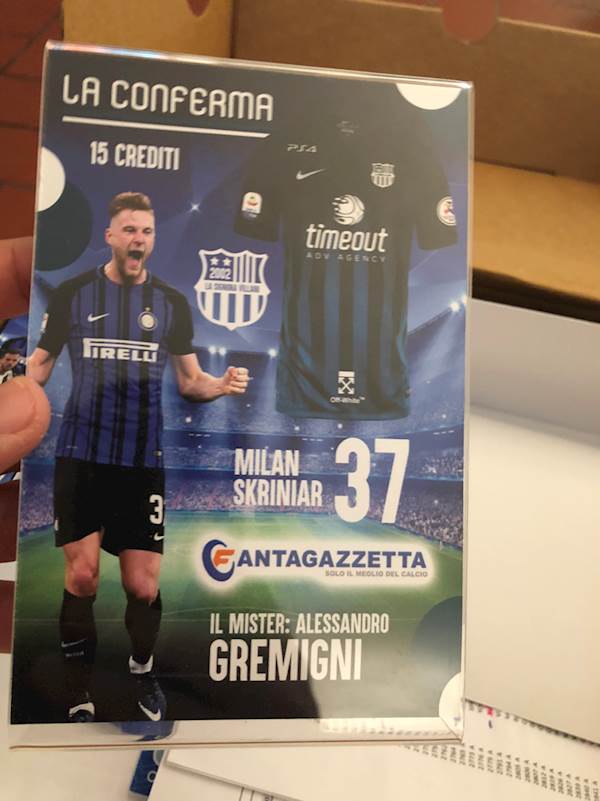 LA CONFERMA
15 CREDITI
PS4
timeout
ADV AGENCY
2002
LA SIGNORA VILLANI
PIRELLI
Off-White™
MILAN
SKRINIAR
37
3
FANTAGAZZETTA
SOLO IL MEGLIO DEL CALCIO
IL MISTER: ALESSANDRO
GREMIGNI